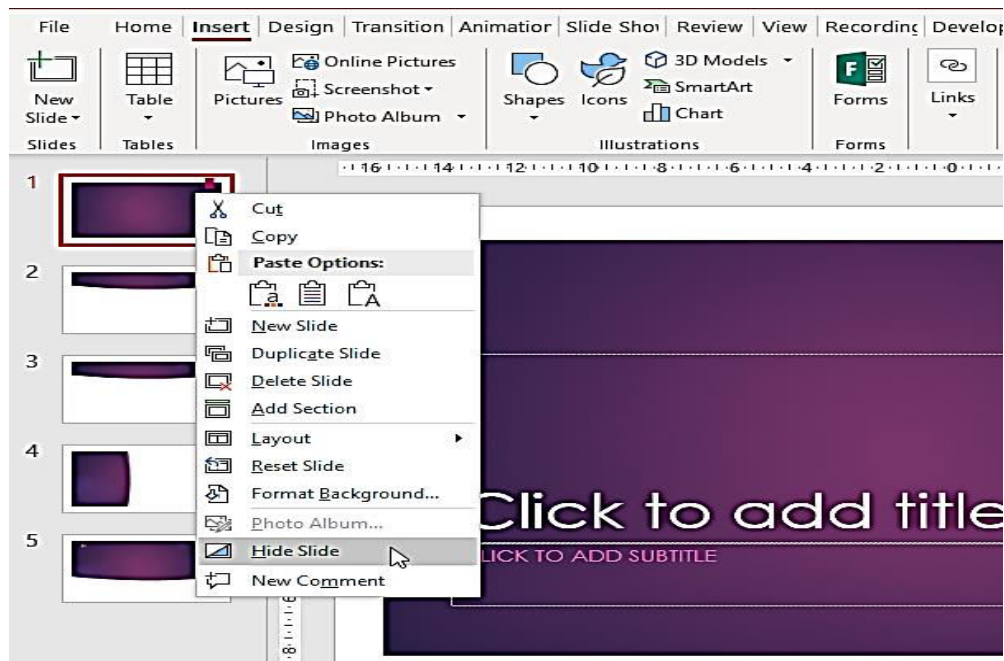 File Home Insert Design Transition Animatior Slide Shov Review View Recording Develop
Online Pictures 3D Models
Screenshot SmartArt
New Table Pictures Photo Album Shapes Icons Chart Forms Links
Slide
Slides Tables Images Illustrations Forms
16 14 12 10 8 6 4 2 0
1
Cut
Copy
2 Paste Options:
New Slide
Duplicate Slide
3
Delete Slide
Add Section
Layout
4
Reset Slide
Format Background...
Click to add title
Photo Album...
5
Hide Slide
LICK TO ADD SUBTITLE
New Comment
6
8